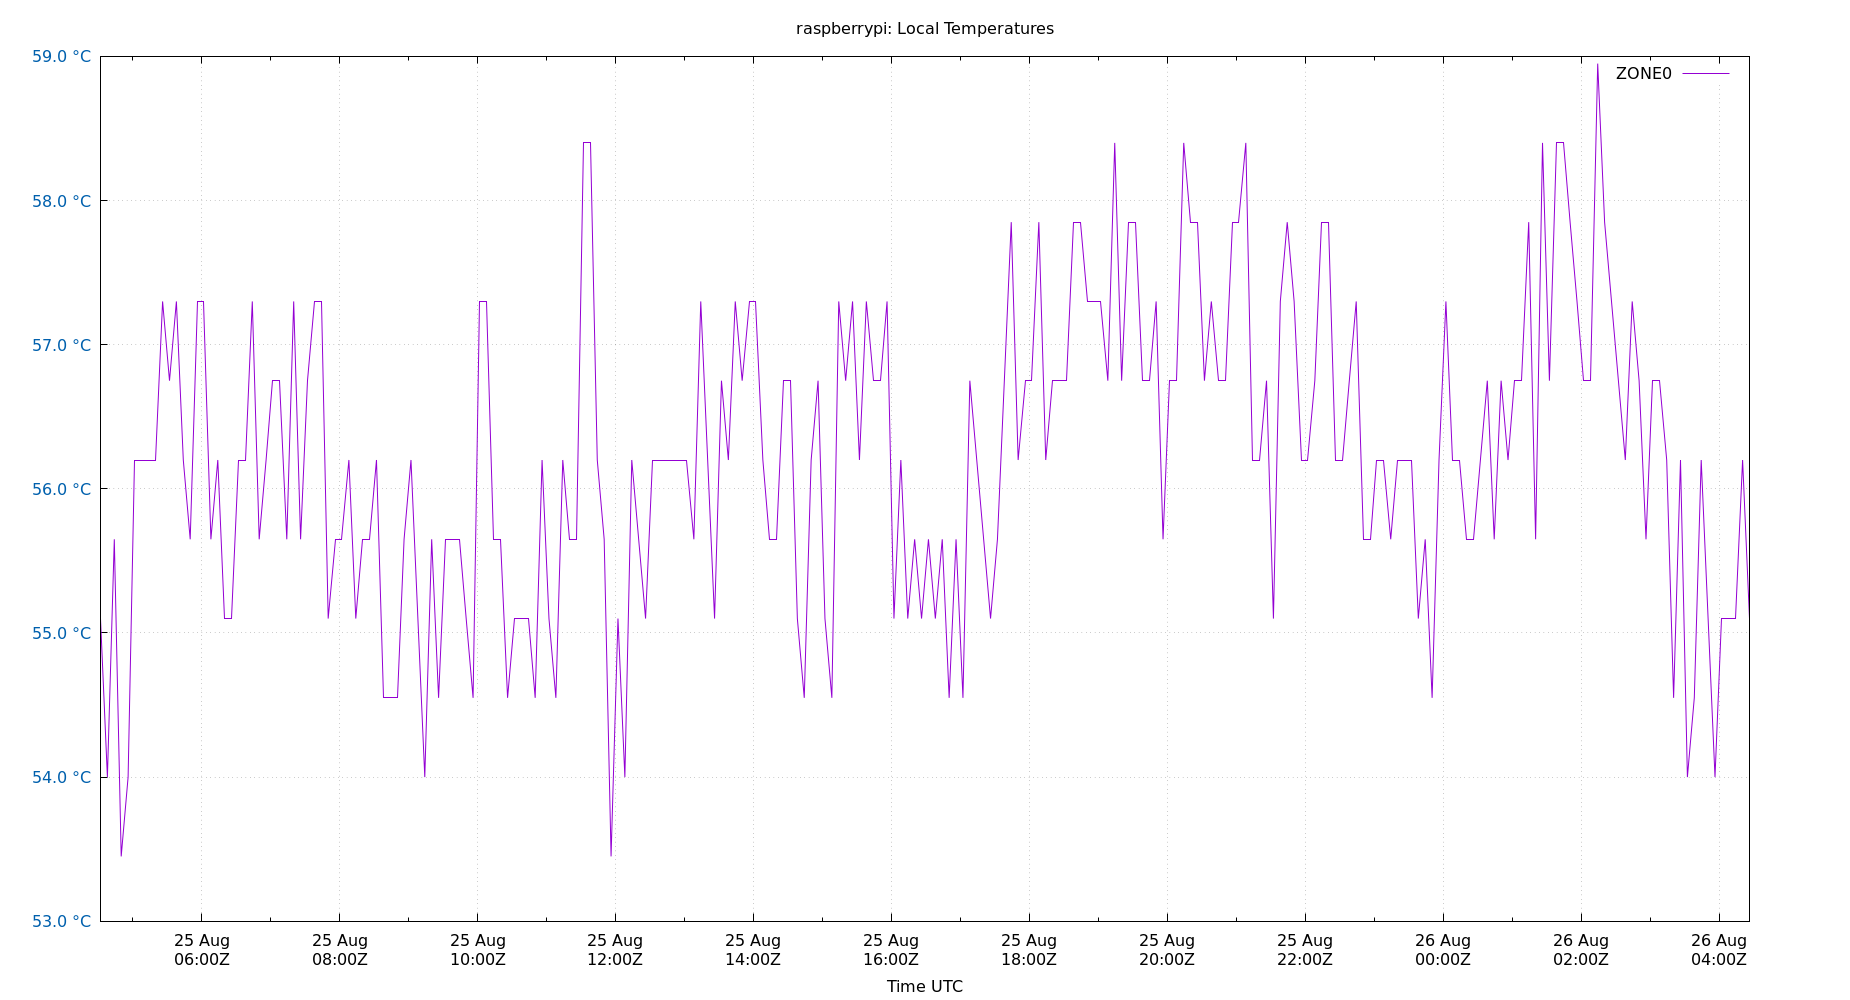 raspberrypi: Local Temperatures
59.0 °C
ZONE0
58.0 °C
57.0 °C
56.0 °C
55.0 °C
54.0 °C
53.0 °C
25 Aug 25 Aug 25 Aug 25 Aug 25 Aug 25 Aug 25 Aug 25 Aug 25 Aug 26 Aug 26 Aug 26 Aug
06:00Z 08:00Z 10:00Z 12:00Z 14:00Z 16:00Z 18:00Z 20:00Z 22:00Z 00:00Z 02:00Z 04:00Z
Time UTC